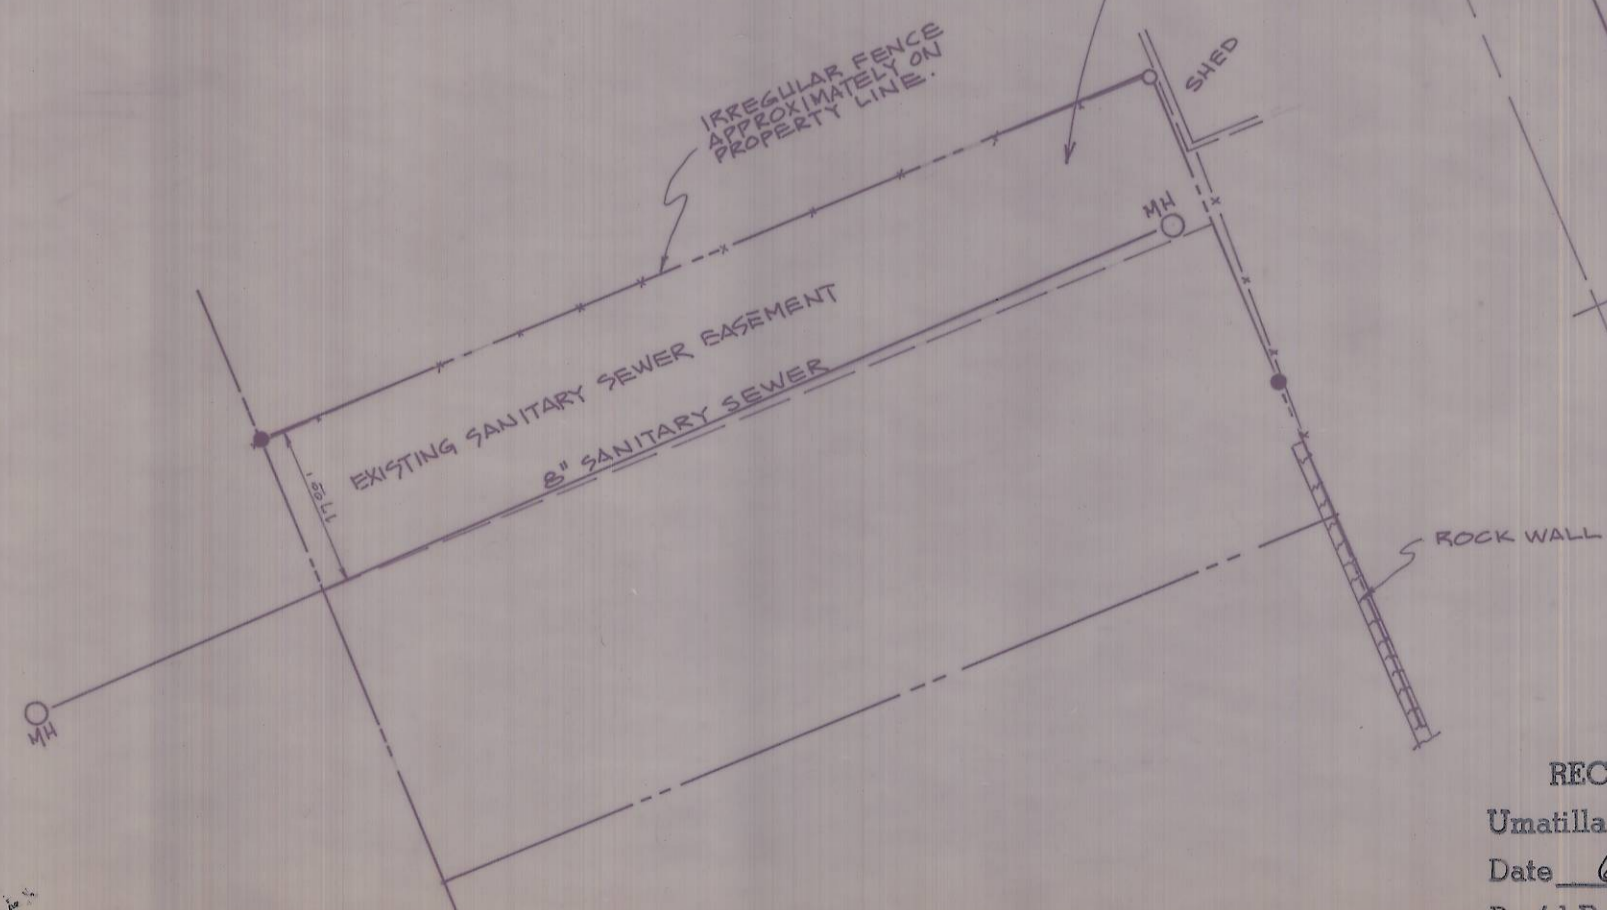 IRREGULAR FENCE
APPROXIMATELY ON
PROPERTY LINE.
SHED
MH
EXISTING SANITARY SEWER EASEMENT
8" SANITARY SEWER
ROCK WALL
MH
REC
Umatilla
Date